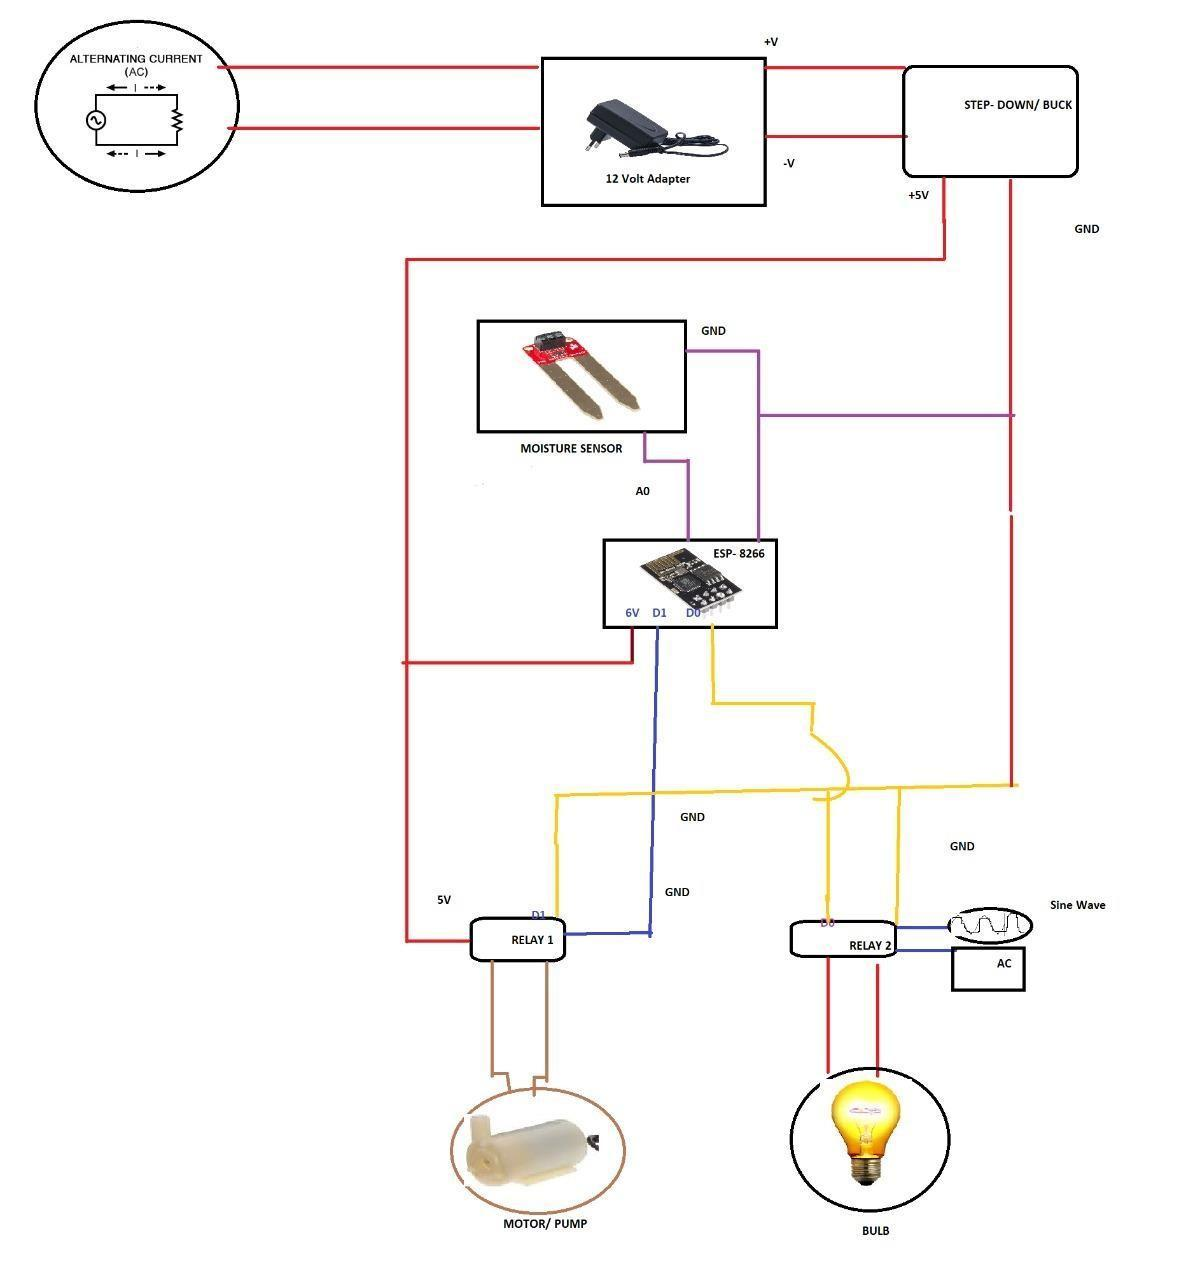 ALTERNATING CURRENT
(AC)
I
I
+V
-V
12 Volt Adapter
STEP- DOWN/ BUCK
+5V
GND
GND
MOISTURE SENSOR
A0
ESP- 8266
6V D1 D0
GND
GND
GND
5V
D1
RELAY 1
D0
RELAY 2
Sine Wave
AC
MOTOR/ PUMP
BULB